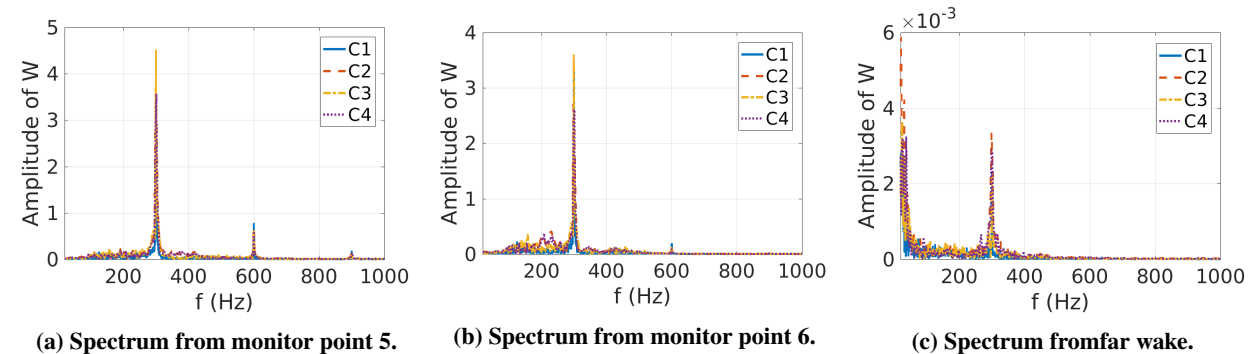 Amplitude of W
5
4
3
2
1
0
200 400 600 800 1000
f (Hz)
C1
C2
C3
C4
(a) Spectrum from monitor point 5.
Amplitude of W
4
3
2
1
0
200 400 600 800 1000
f (Hz)
C1
C2
C3
C4
(b) Spectrum from monitor point 6.
×10-3
Amplitude of W
6
4
2
0
200 400 600 800 1000
f (Hz)
C1
C2
C3
C4
(c) Spectrum fromfar wake.